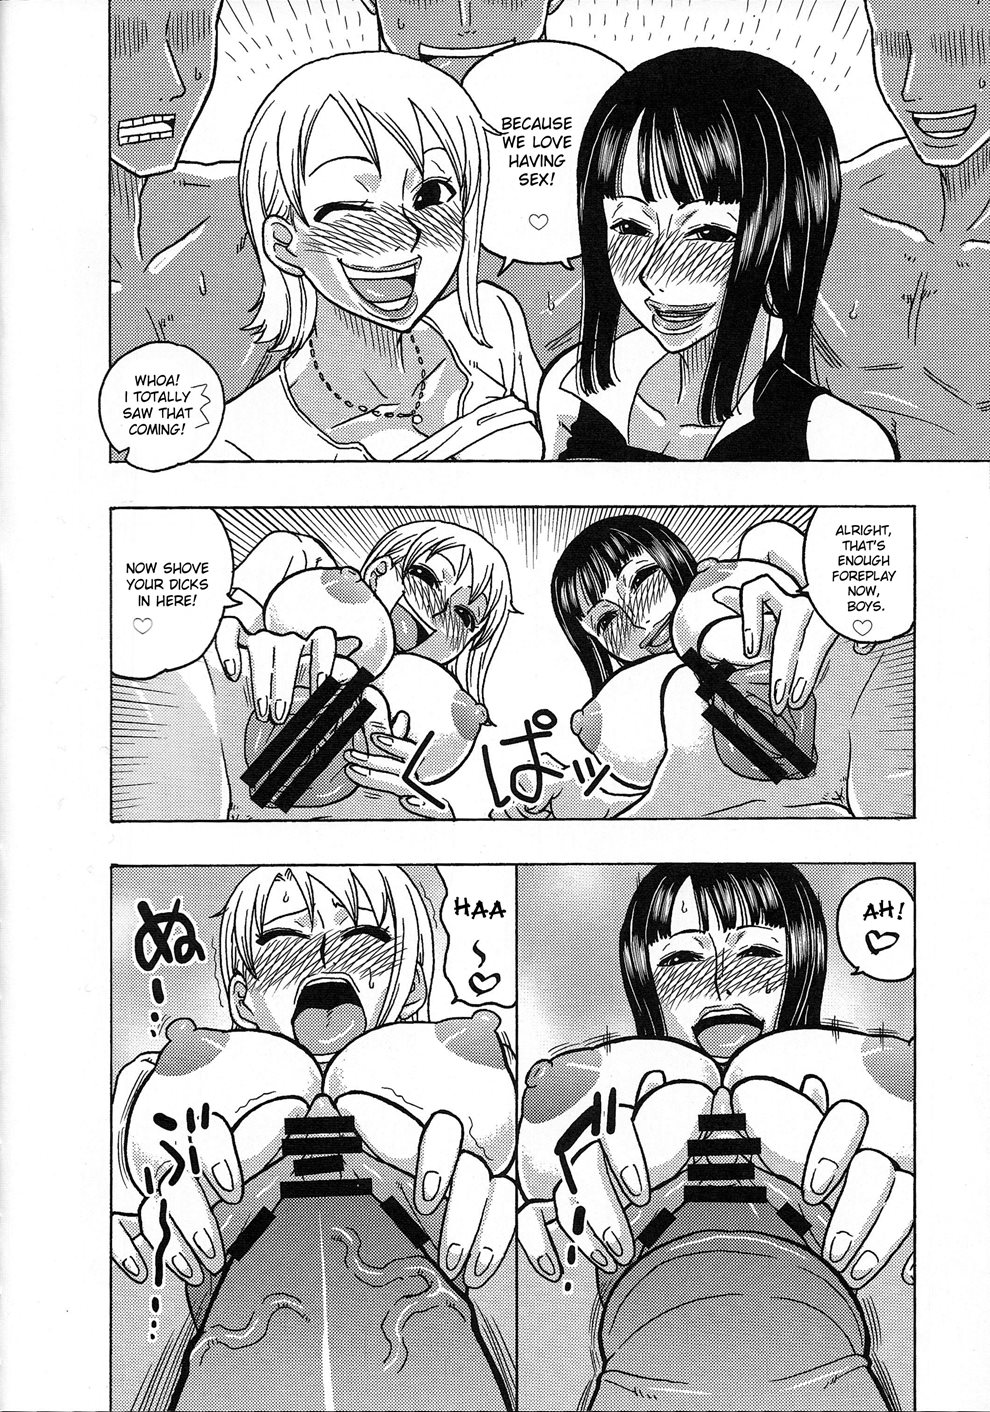 BECAUSE
WE LOVE
HAVING
SEX!
♡
WHOA!
I TOTALLY
SAW THAT
COMING!
ALRIGHT,
THAT'S
ENOUGH
FOREPLAY
NOW,
BOYS.
♡
NOW SHOVE
YOUR DICKS
IN HERE!
♡
くぱッ
AH!
♡
HAA
~♡
ぬ